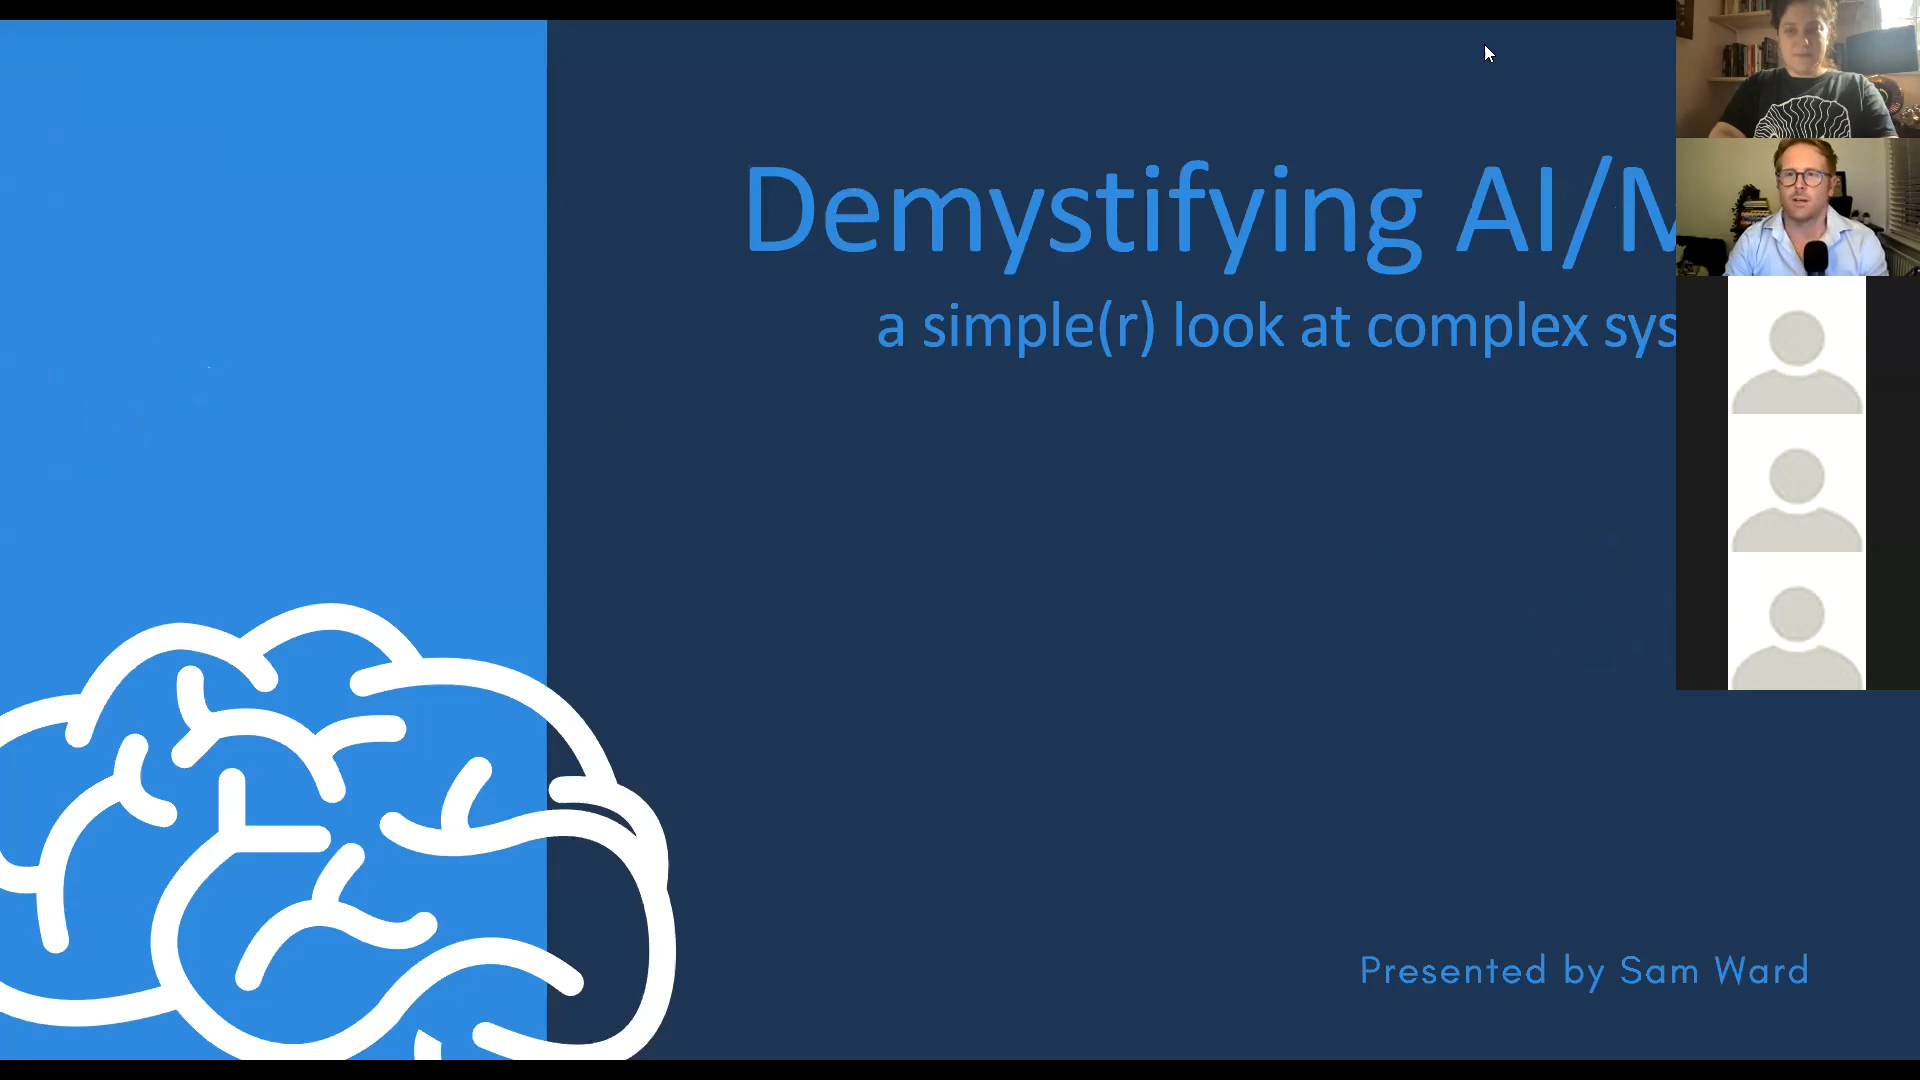 Demystifying AI/M
a simple(r) look at complex sys
Presented by Sam Ward